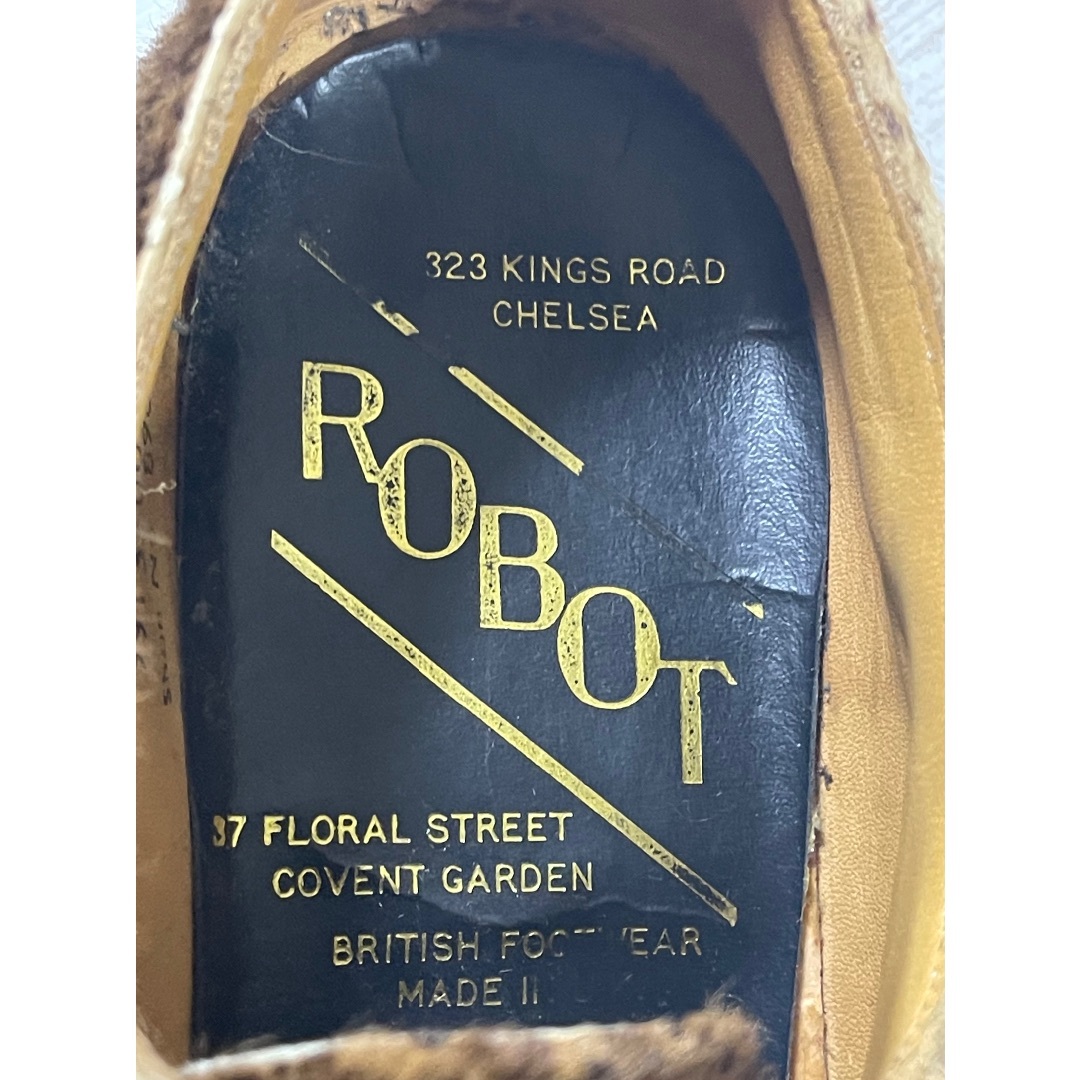 323 KINGS ROAD
CHELSEA
ROBOT
37 FLORAL STREET
COVENT GARDEN
BRITISH FOOTWEAR
MADE